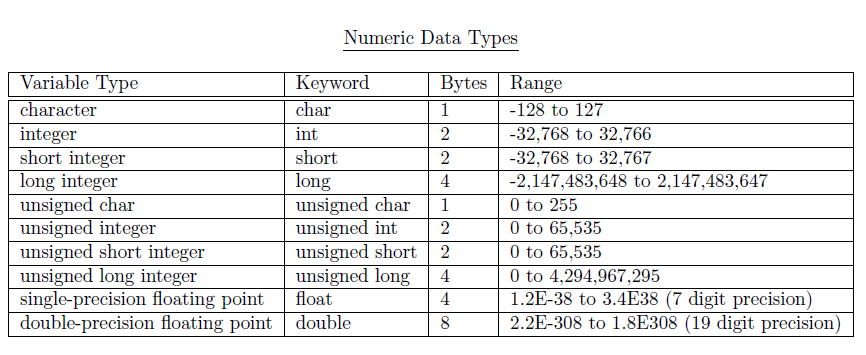 Numeric Data Types
Variable Type Keyword Bytes Range
character char 1 -128 to 127
integer int 2 -32,768 to 32,766
short integer short 2 -32,768 to 32,767
long integer long 4 -2,147,483,648 to 2,147,483,647
unsigned char unsigned char 1 0 to 255
unsigned integer unsigned int 2 0 to 65,535
unsigned short integer unsigned short 2 0 to 65,535
unsigned long integer unsigned long 4 0 to 4,294,967,295
single-precision floating point float 4 1.2E-38 to 3.4E38 (7 digit precision)
double-precision floating point double 8 2.2E-308 to 1.8E308 (19 digit precision)